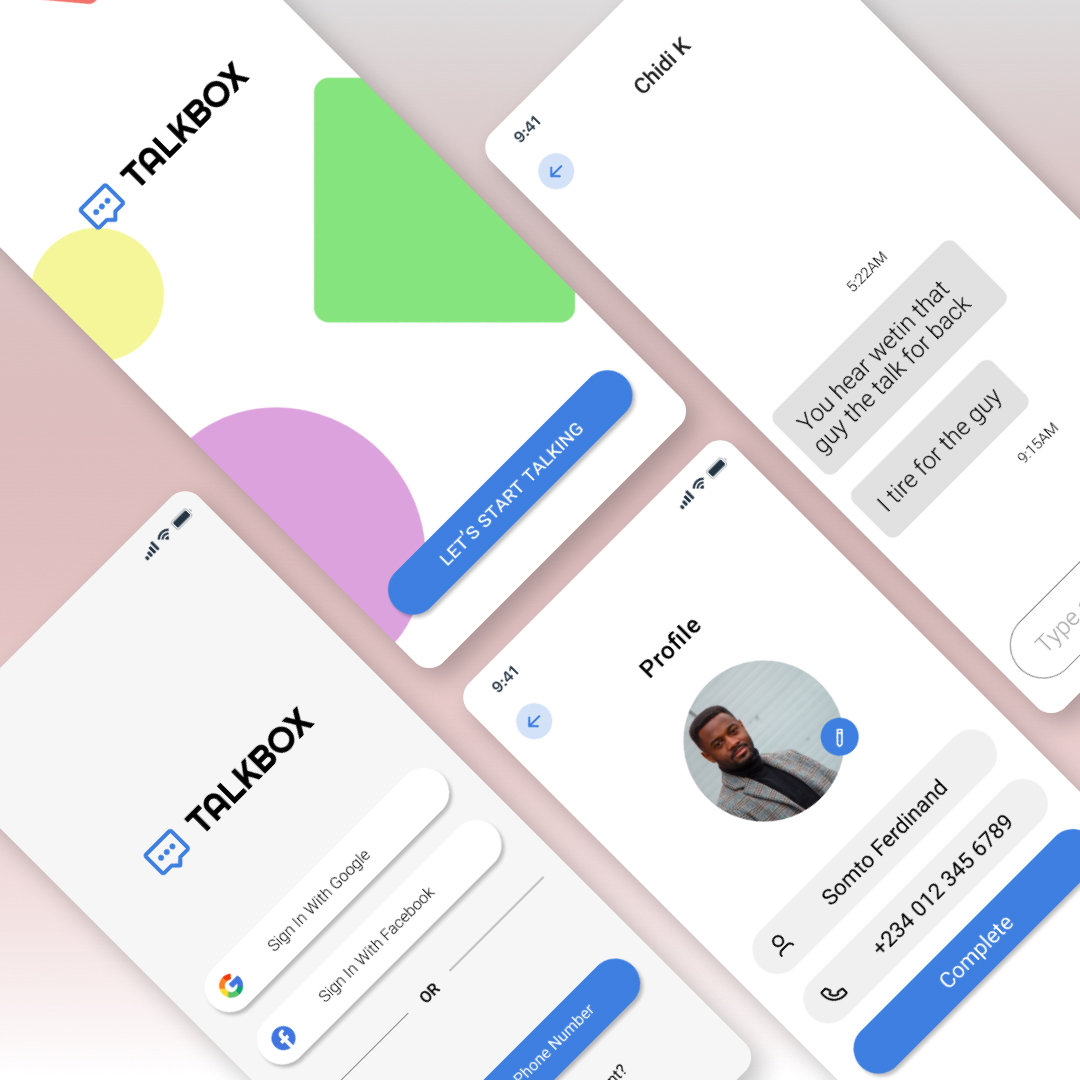 TALKBOX
LET'S START TALKING
9:41
Chidi K
5:22AM
You hear wetin that
guy the talk for back
I tire for the guy
9:15AM
Type
TALKBOX
Sign In With Google
Sign In With Facebook
OR
Phone Number
9:41
Profile
Somto Ferdinand
+234 012 345 6789
Complete